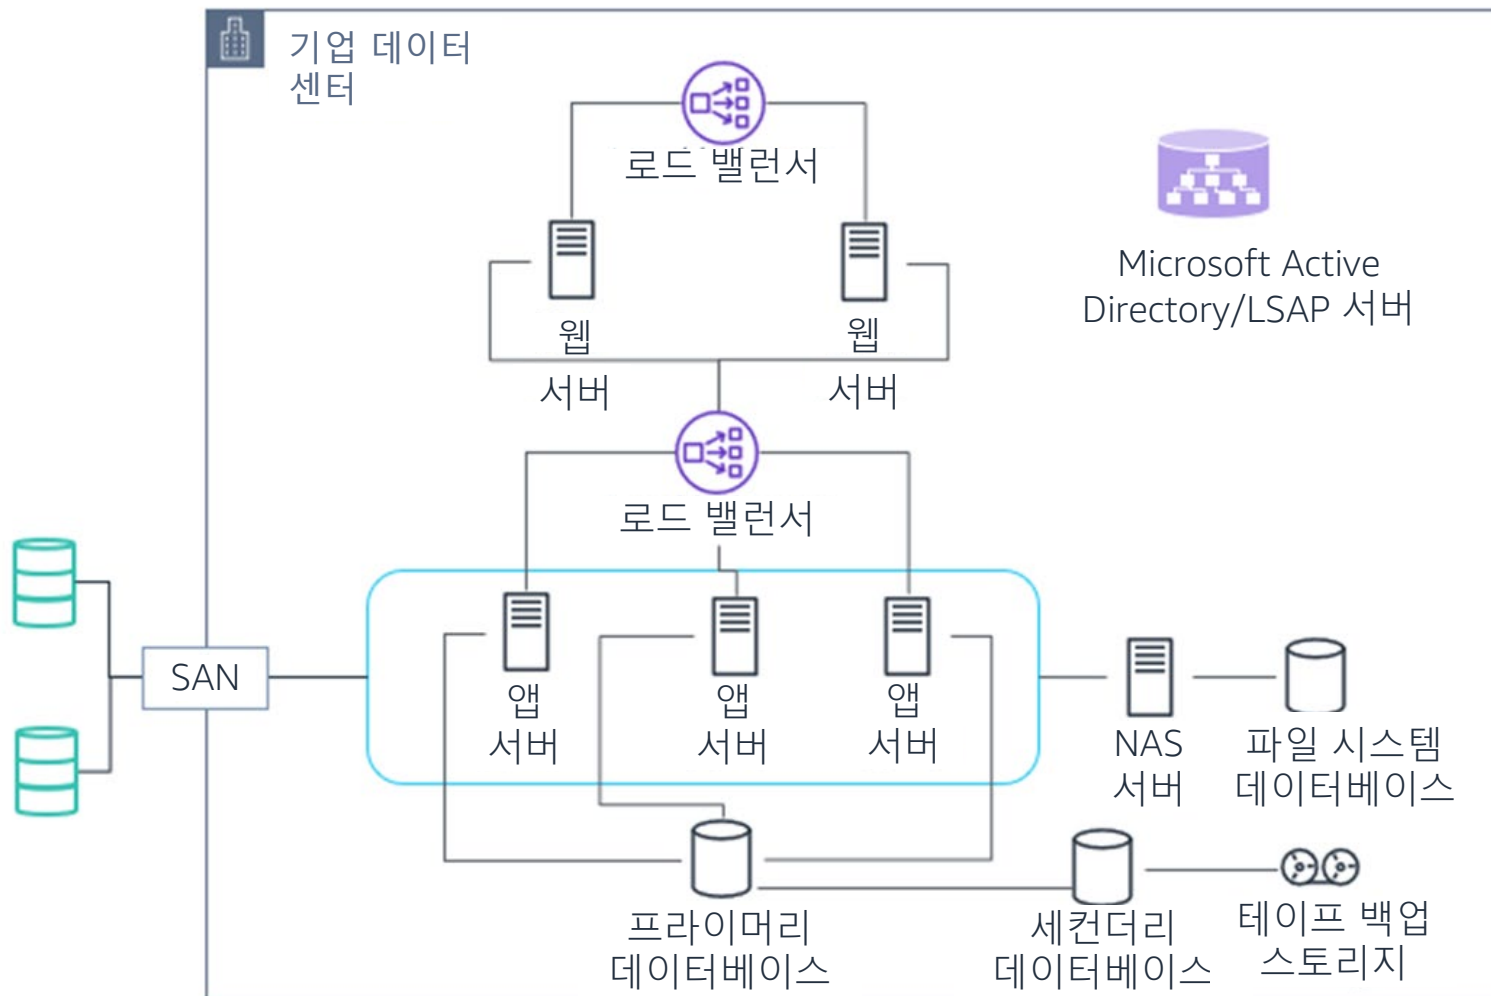 기업 데이터
센터
로드 밸런서
Microsoft Active
Directory/LSAP 서버
웹
서버
웹
서버
로드 밸런서
SAN
앱
서버
앱
서버
앱
서버
NAS
서버
파일 시스템
데이터베이스
프라이머리
데이터베이스
세컨더리
데이터베이스
테이프 백업
스토리지